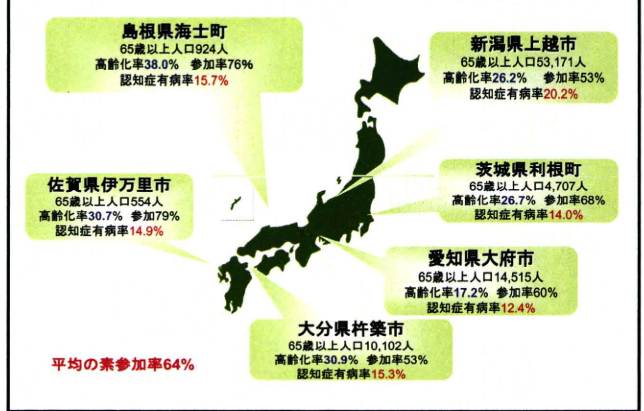 島根県海士町
65歳以上人口924人
高齢化率38.0% 参加率76%
認知症有病率15.7%
新潟県上越市
65歳以上人口53,171人
高齢化率26.2% 参加率53%
認知症有病率20.2%
茨城県利根町
65歳以上人口4,707人
高齢化率26.7% 参加率68%
認知症有病率14.0%
佐賀県伊万里市
65歳以上人口554人
高齢化率30.7% 参加79%
認知症有病率14.9%
愛知県大府市
65歳以上人口14,515人
高齢化率17.2% 参加率60%
認知症有病率12.4%
大分県杵築市
65歳以上人口10,102人
高齢化率30.9% 参加率53%
認知症有病率15.3%
平均の素参加率64%